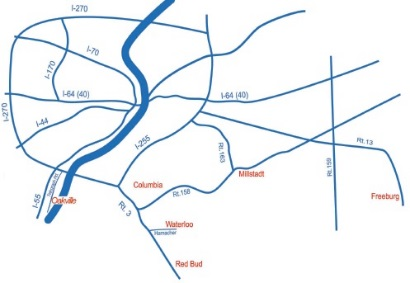 I-270
I-70
I-170
I-64 (40)
I-64 (40)
I-270
I-44
I-255
Rt. 13
Rt. 163
Rt. 159
Millstadt
Columbia
Rt. 158
Freeburg
I-55
Oakville
Rt. 3
Waterloo
Hamacher
Red Bud